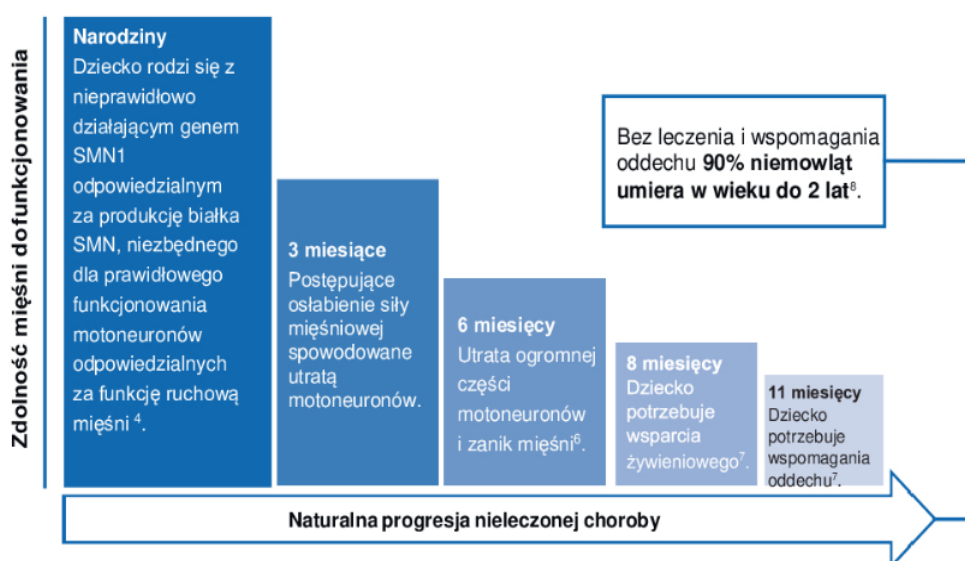 Zdolność mięśni dofunkcjonowania
Narodziny
Dziecko rodzi się z
nieprawidłowo
działającym genem
SMN1
odpowiedzialnym
za produkcję białka
SMN, niezbędnego
dla prawidłowego
funkcjonowania
motoneuronów
odpowiedzialnych
za funkcję ruchową
mięśni ⁴.
3 miesiące
Postępujące
osłabienie siły
mięśniowej
spowodowane
utratą
motoneuronów.
6 miesięcy
Utrata ogromnej
części
motoneuronów
i zanik mięśni⁶.
8 miesięcy
Dziecko
potrzebuje
wsparcia
żywieniowego⁷.
11 miesięcy
Dziecko
potrzebuje
wspomagania
oddechu⁷.
Bez leczenia i wspomagania
oddechu 90% niemowląt
umiera w wieku do 2 lat⁸.
Naturalna progresja nieleczonej choroby